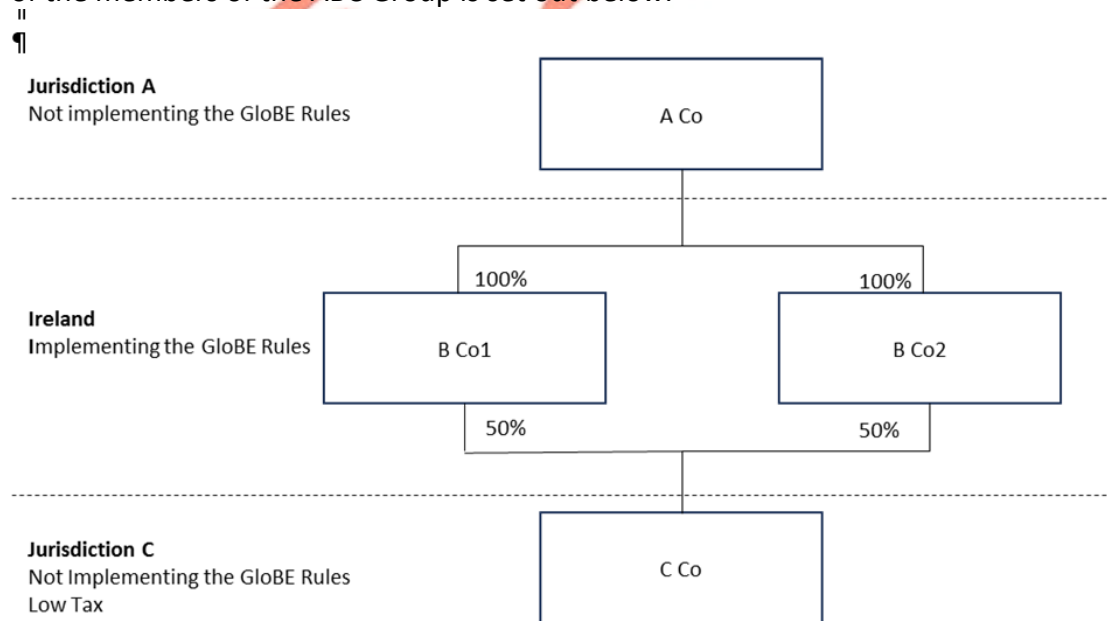 ¶
Jurisdiction A
Not implementing the GloBE Rules
A Co
100%
100%
Ireland
Implementing the GloBE Rules
B Co1
B Co2
50%
50%
Jurisdiction C
Not Implementing the GloBE Rules
Low Tax
C Co